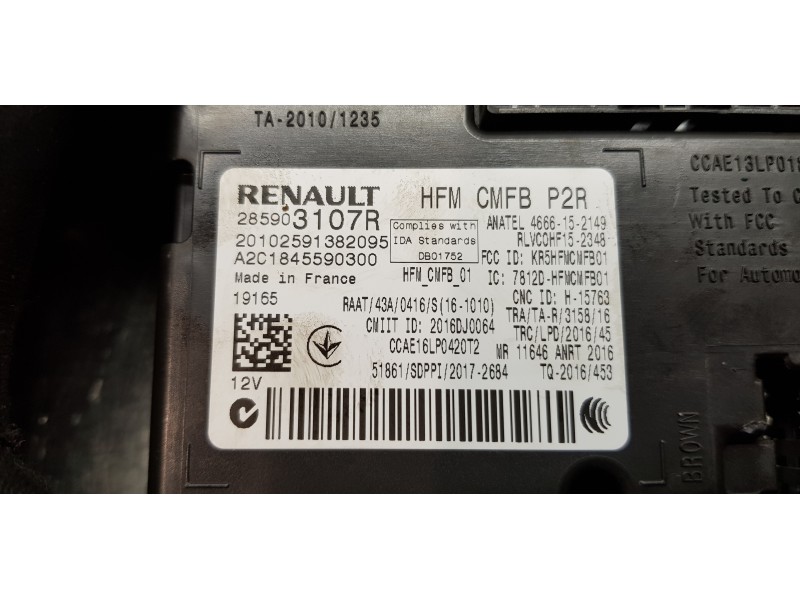 TA-2010/1235
RENAULT HFM CMFB P2R
285903107R
20102591382095
A2C1845590300
Made in France
19165
Complies with
IDA Standards
DB01752
HFM_CMFB_01
ANATEL 4666-15-2149
RLVCOHF15-2348
FCC ID: KR5HFMCMFB01
IC: 7812D-HFMCMFB01
CNC ID: H-15763
RAAT/43A/0416/S(16-1010)
TRA/TA-R/3158/16
CMIIT ID: 2016DJ0064
TRC/LPD/2016/45
CCAE16LP0420T2
MR 11646 ANRT 2016
51861/SDPPI/2017-2684
TQ-2016/453
12V
CCAE13LP018
Tested To
With FCC
Standards
For Automo
BROWN